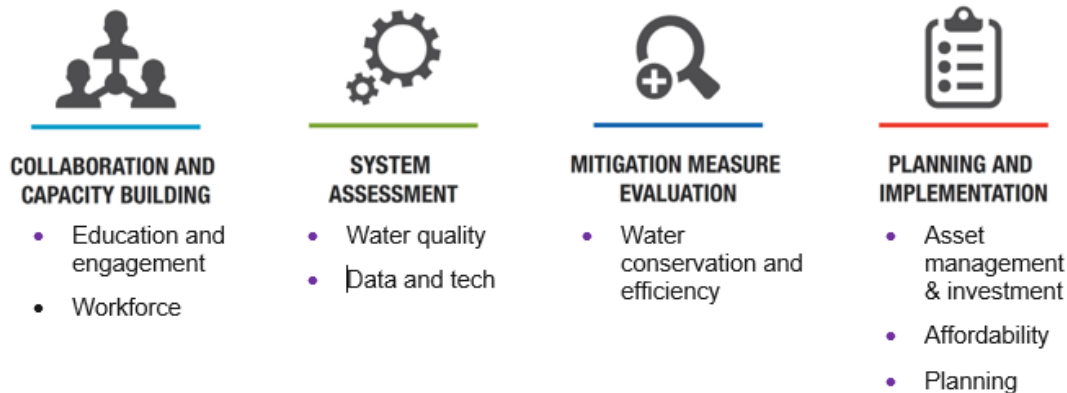 COLLABORATION AND
CAPACITY BUILDING
• Education and
engagement
• Workforce
SYSTEM
ASSESSMENT
• Water quality
• Data and tech
MITIGATION MEASURE
EVALUATION
• Water
conservation and
efficiency
PLANNING AND
IMPLEMENTATION
• Asset
management
& investment
• Affordability
• Planning